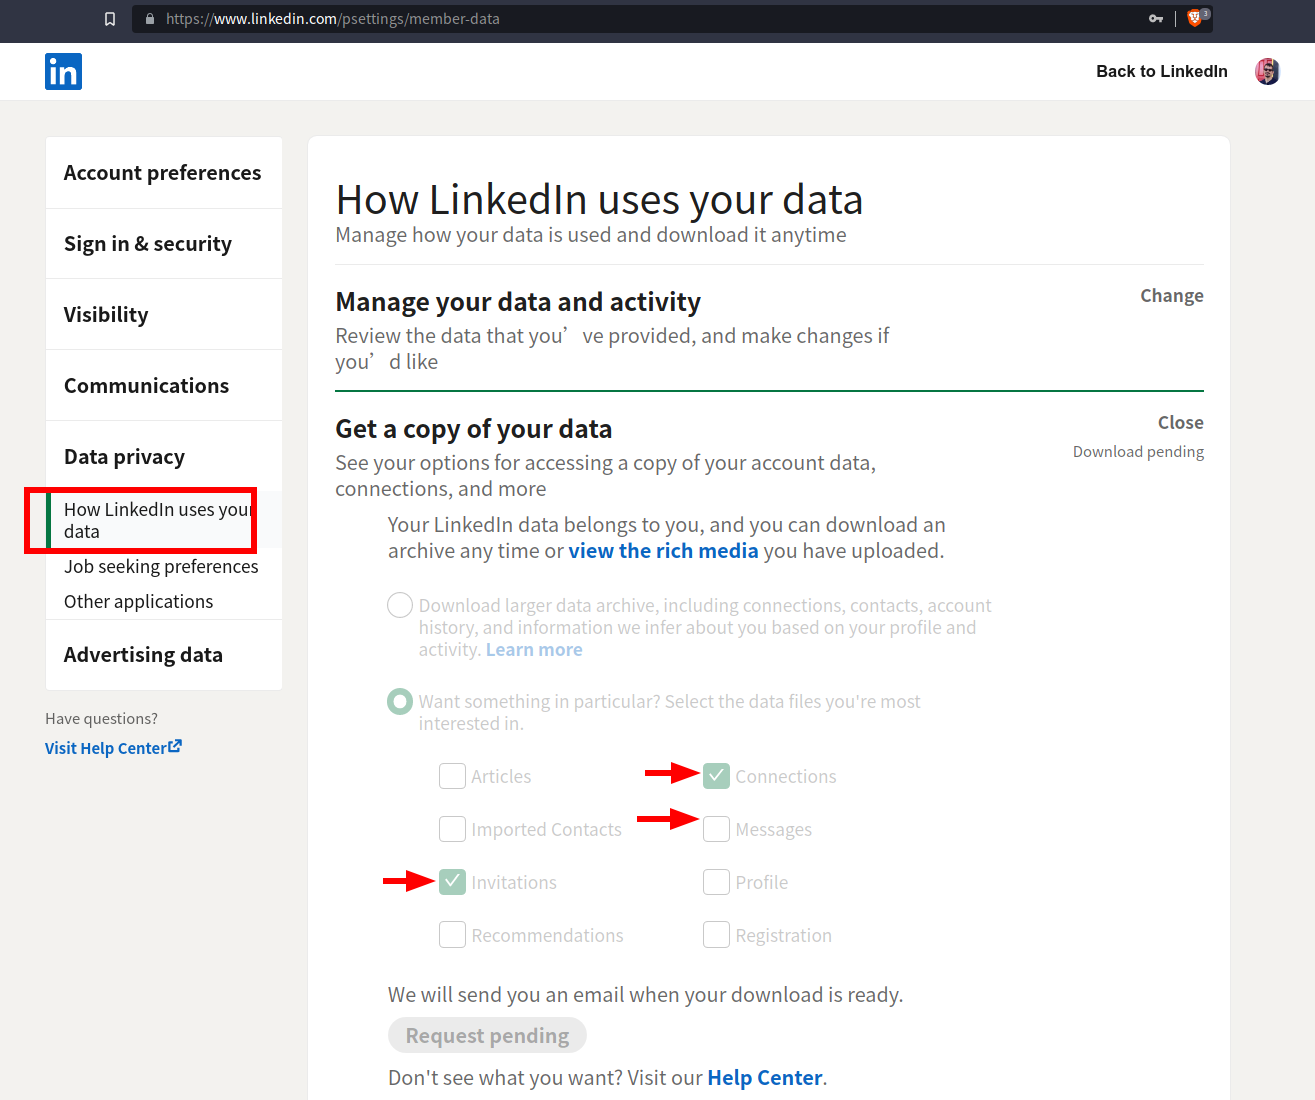 https://www.linkedin.com/psettings/member-data
3
in
Back to LinkedIn
Account preferences
Sign in & security
Visibility
Communications
Data privacy
How LinkedIn uses your
data
Job seeking preferences
Other applications
Advertising data
Have questions?
Visit Help Center
How LinkedIn uses your data
Manage how your data is used and download it anytime
Manage your data and activity
Change
Review the data that you’ve provided, and make changes if
you’d like
Get a copy of your data
Close
Download pending
See your options for accessing a copy of your account data,
connections, and more
Your LinkedIn data belongs to you, and you can download an
archive any time or view the rich media you have uploaded.
Download larger data archive, including connections, contacts, account
history, and information we infer about you based on your profile and
activity. Learn more
Want something in particular? Select the data files you're most
interested in.
Articles
Connections
Imported Contacts
Messages
Invitations
Profile
Recommendations
Registration
We will send you an email when your download is ready.
Request pending
Don't see what you want? Visit our Help Center.